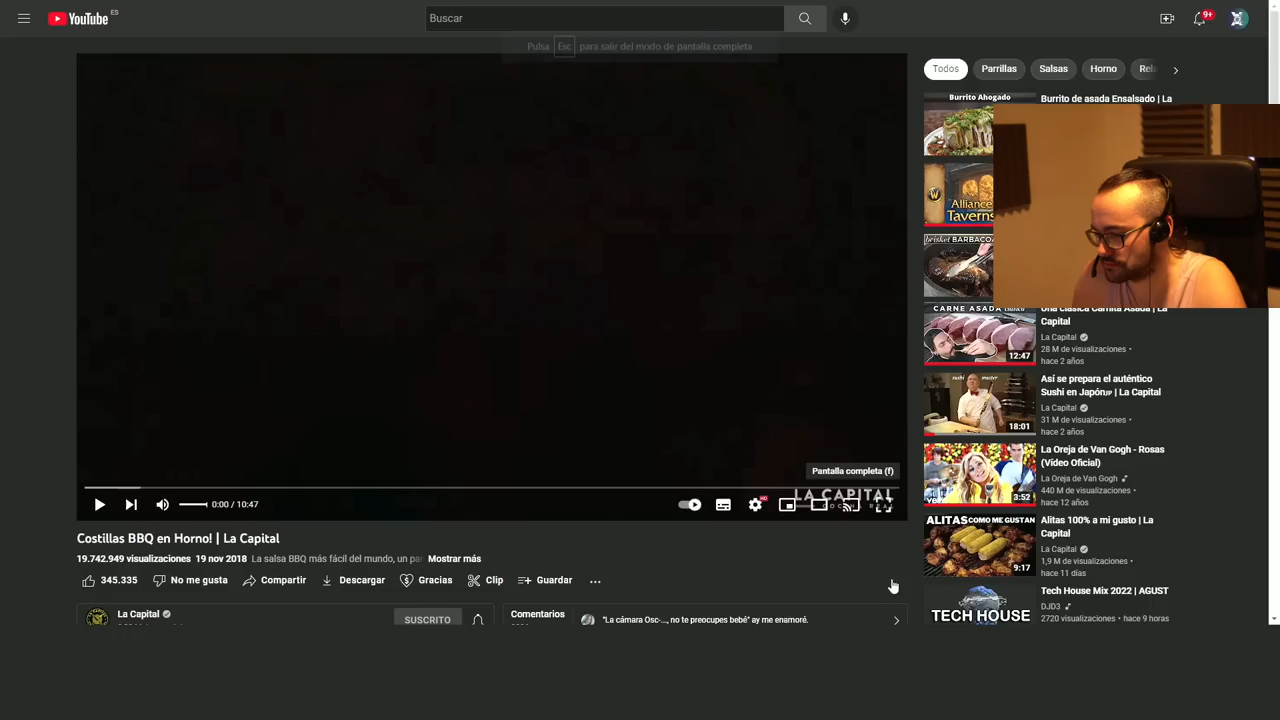 YouTube ES
Buscar
9+
Pulsa Esc para salir del modo de pantalla completa
Pantalla completa (f)
LA CAPITAL
0:00 / 10:47
HD
Costillas BBQ en Horno! | La Capital
19.742.949 visualizaciones 19 nov 2018 La salsa BBQ más fácil del mundo, un pa Mostrar más
345.335 No me gusta Compartir Descargar Gracias Clip Guardar
La Capital
SUSCRITO
Comentarios
"La cámara Osc-..., no te preocupes bebé" ay me enamoré.
Todos Parrillas Salsas Horno Rela
Burrito Ahogado
Burrito de asada Ensalsado | La
Alliance
Taverns
brisket BARBACOA
CARNE ASADA
12:47
Una clásica Carnita Asada | La
Capital
La Capital
28 M de visualizaciones •
hace 2 años
sushi master
18:01
Así se prepara el auténtico
Sushi en Japón🇯🇵 | La Capital
La Capital
31 M de visualizaciones •
hace 2 años
3:52
La Oreja de Van Gogh - Rosas
(Vídeo Oficial)
La Oreja de Van Gogh
440 M de visualizaciones •
hace 12 años
ALITAS COMO ME GUSTAN
9:17
Alitas 100% a mi gusto | La
Capital
La Capital
1,9 M de visualizaciones •
hace 11 días
TECH HOUSE
Tech House Mix 2022 | AGUST
DJD3
2720 visualizaciones • hace 9 horas